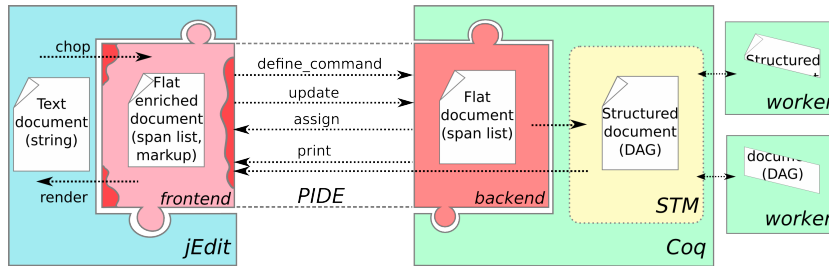 chop
Text
document
(string)
render
Flat
enriched
document
(span list,
markup)
frontend
jEdit
define_command
update
assign
print
PIDE
Flat
document
(span list)
backend
Coq
Structured
document
(DAG)
STM
Structured
worker
document
(DAG)
worker